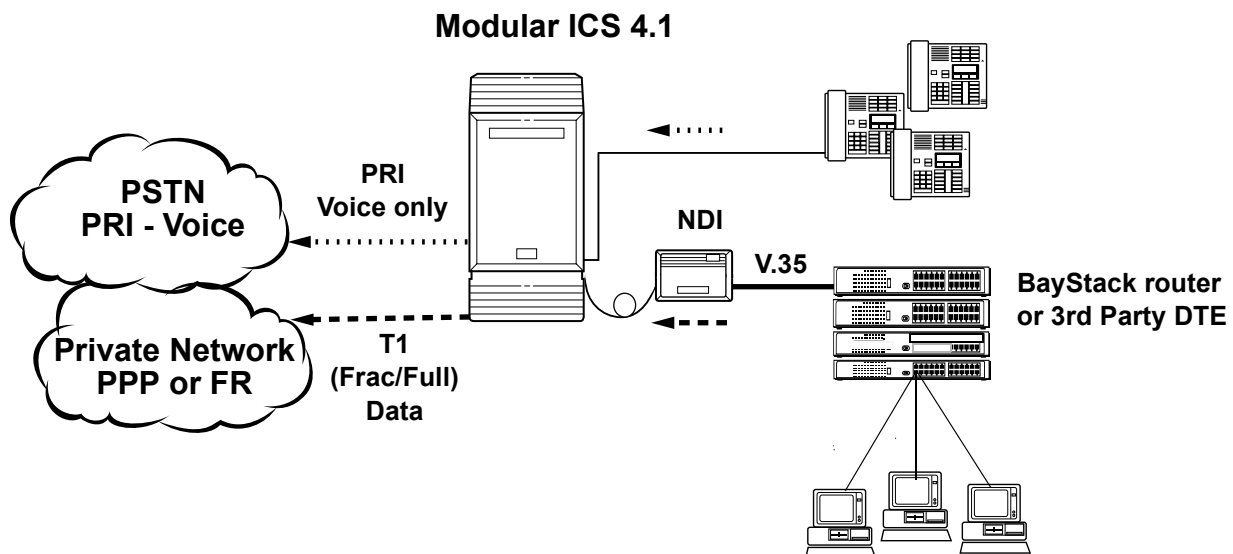 Modular ICS 4.1
PSTN
PRI - Voice
PRI
Voice only
NDI
V.35
BayStack router
or 3rd Party DTE
Private Network
PPP or FR
T1
(Frac/Full)
Data